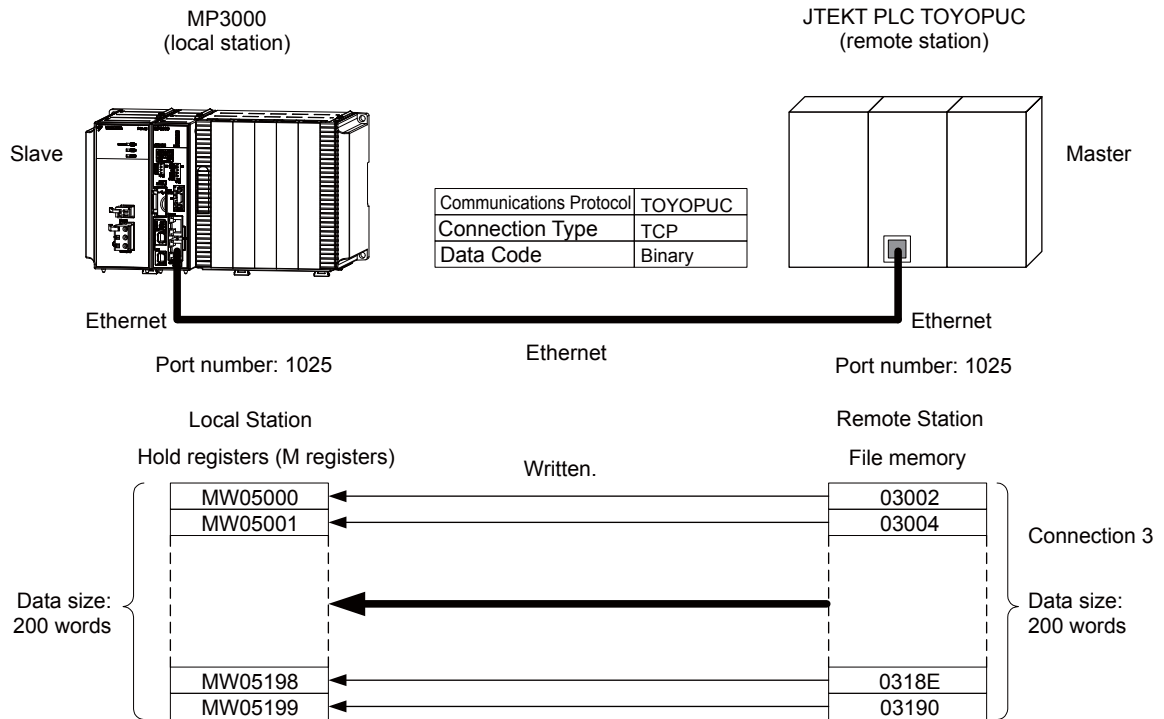 MP3000
(local station)
JTEKT PLC TOYOPUC
(remote station)
Slave
Master
Communications Protocol TOYOPUC
Connection Type TCP
Data Code Binary
Ethernet
Ethernet
Ethernet
Port number: 1025
Port number: 1025
Local Station
Remote Station
Hold registers (M registers)
Written.
File memory
MW05000
03002
MW05001
03004
Connection 3
Data size:
200 words
Data size:
200 words
MW05198
0318E
MW05199
03190